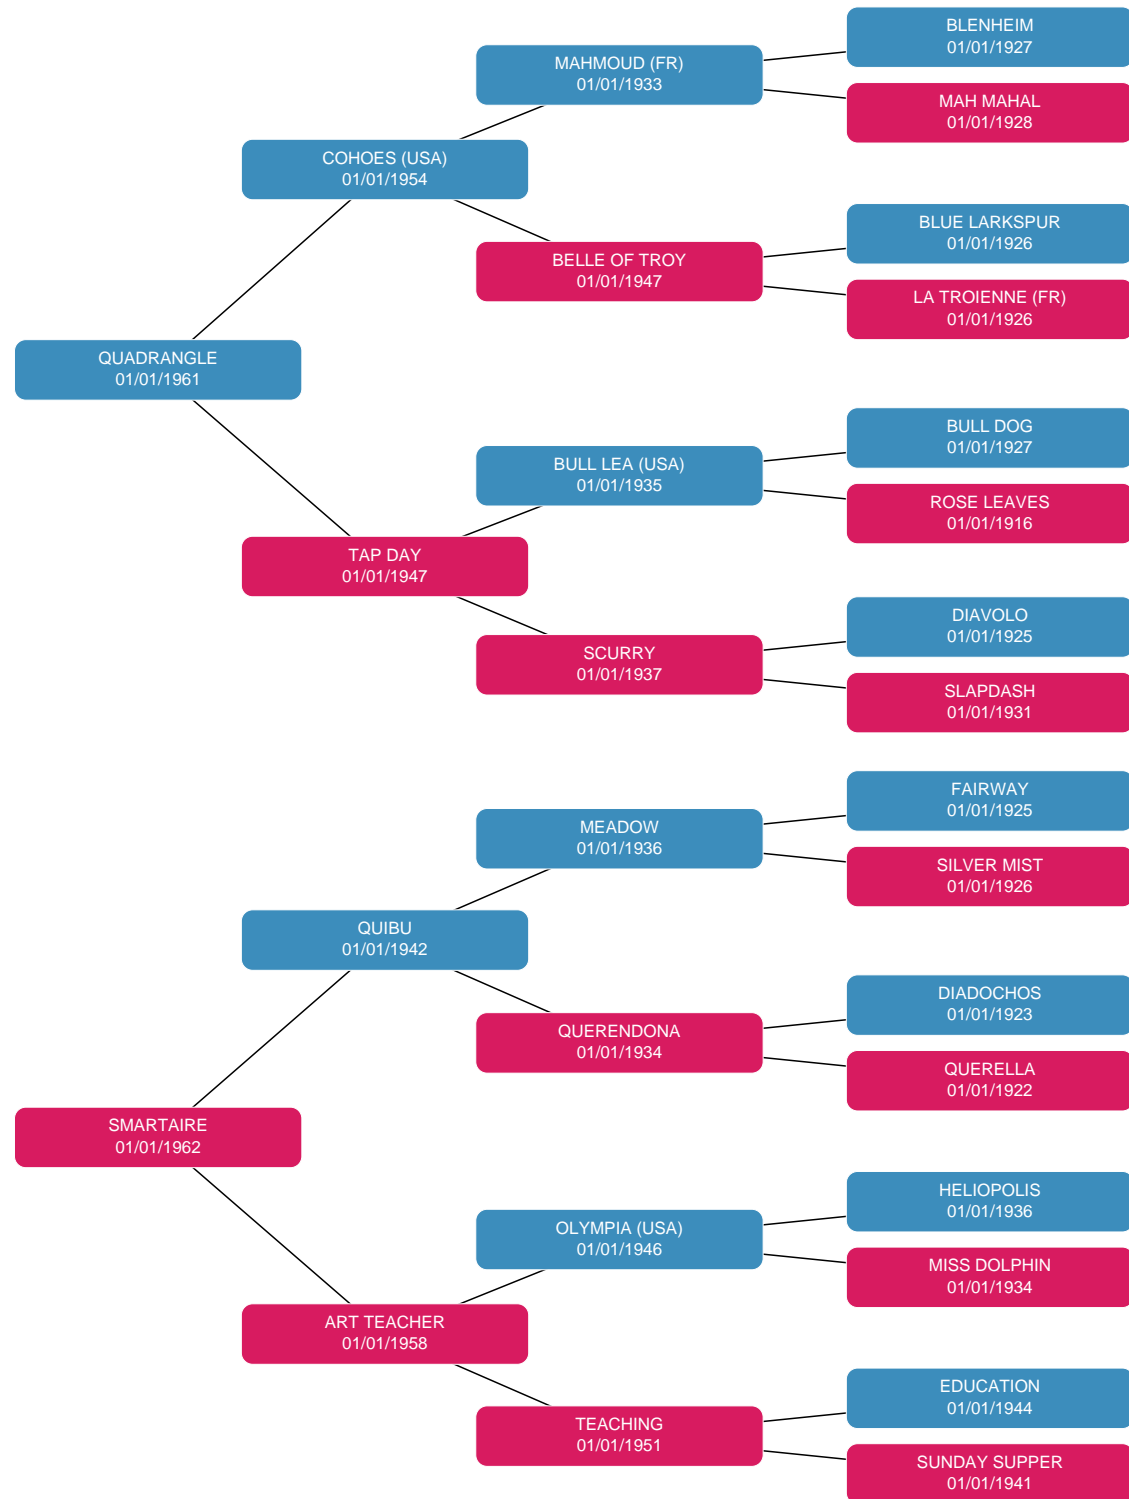 BLENHEIM
01/01/1927
MAHMOUD (FR)
01/01/1933
MAH MAHAL
01/01/1928
COHOES (USA)
01/01/1954
BLUE LARKSPUR
01/01/1926
BELLE OF TROY
01/01/1947
LA TROIENNE (FR)
01/01/1926
QUADRANGLE
01/01/1961
BULL DOG
01/01/1927
BULL LEA (USA)
01/01/1935
ROSE LEAVES
01/01/1916
TAP DAY
01/01/1947
DIAVOLO
01/01/1925
SCURRY
01/01/1937
SLAPDASH
01/01/1931
FAIRWAY
01/01/1925
MEADOW
01/01/1936
SILVER MIST
01/01/1926
QUIBU
01/01/1942
DIADOCHOS
01/01/1923
QUERENDONA
01/01/1934
QUERELLA
01/01/1922
SMARTAIRE
01/01/1962
HELIOPOLIS
01/01/1936
OLYMPIA (USA)
01/01/1946
MISS DOLPHIN
01/01/1934
ART TEACHER
01/01/1958
EDUCATION
01/01/1944
TEACHING
01/01/1951
SUNDAY SUPPER
01/01/1941